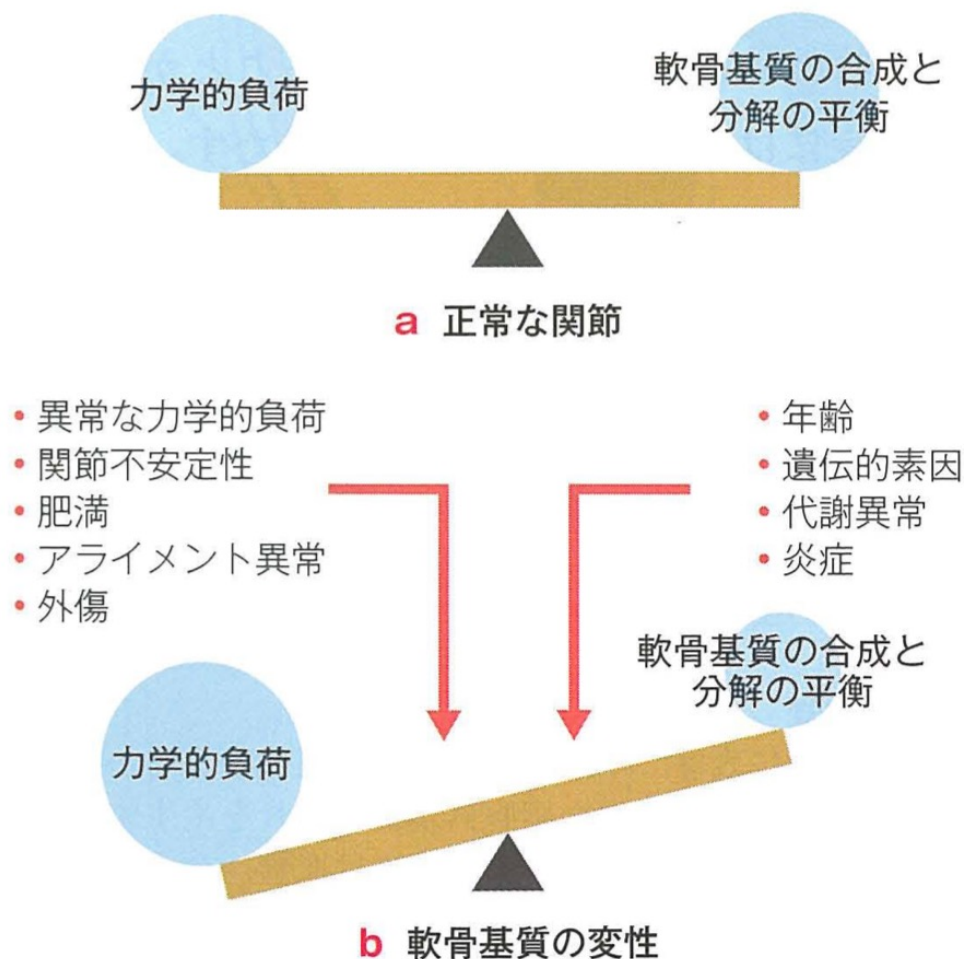 力学的負荷
軟骨基質の合成と
分解の平衡
a 正常な関節
• 異常な力学的負荷
• 関節不安定性
• 肥満
• アライメント異常
• 外傷
• 年齢
• 遺伝的素因
• 代謝異常
• 炎症
軟骨基質の合成と
分解の平衡
力学的負荷
b 軟骨基質の変性